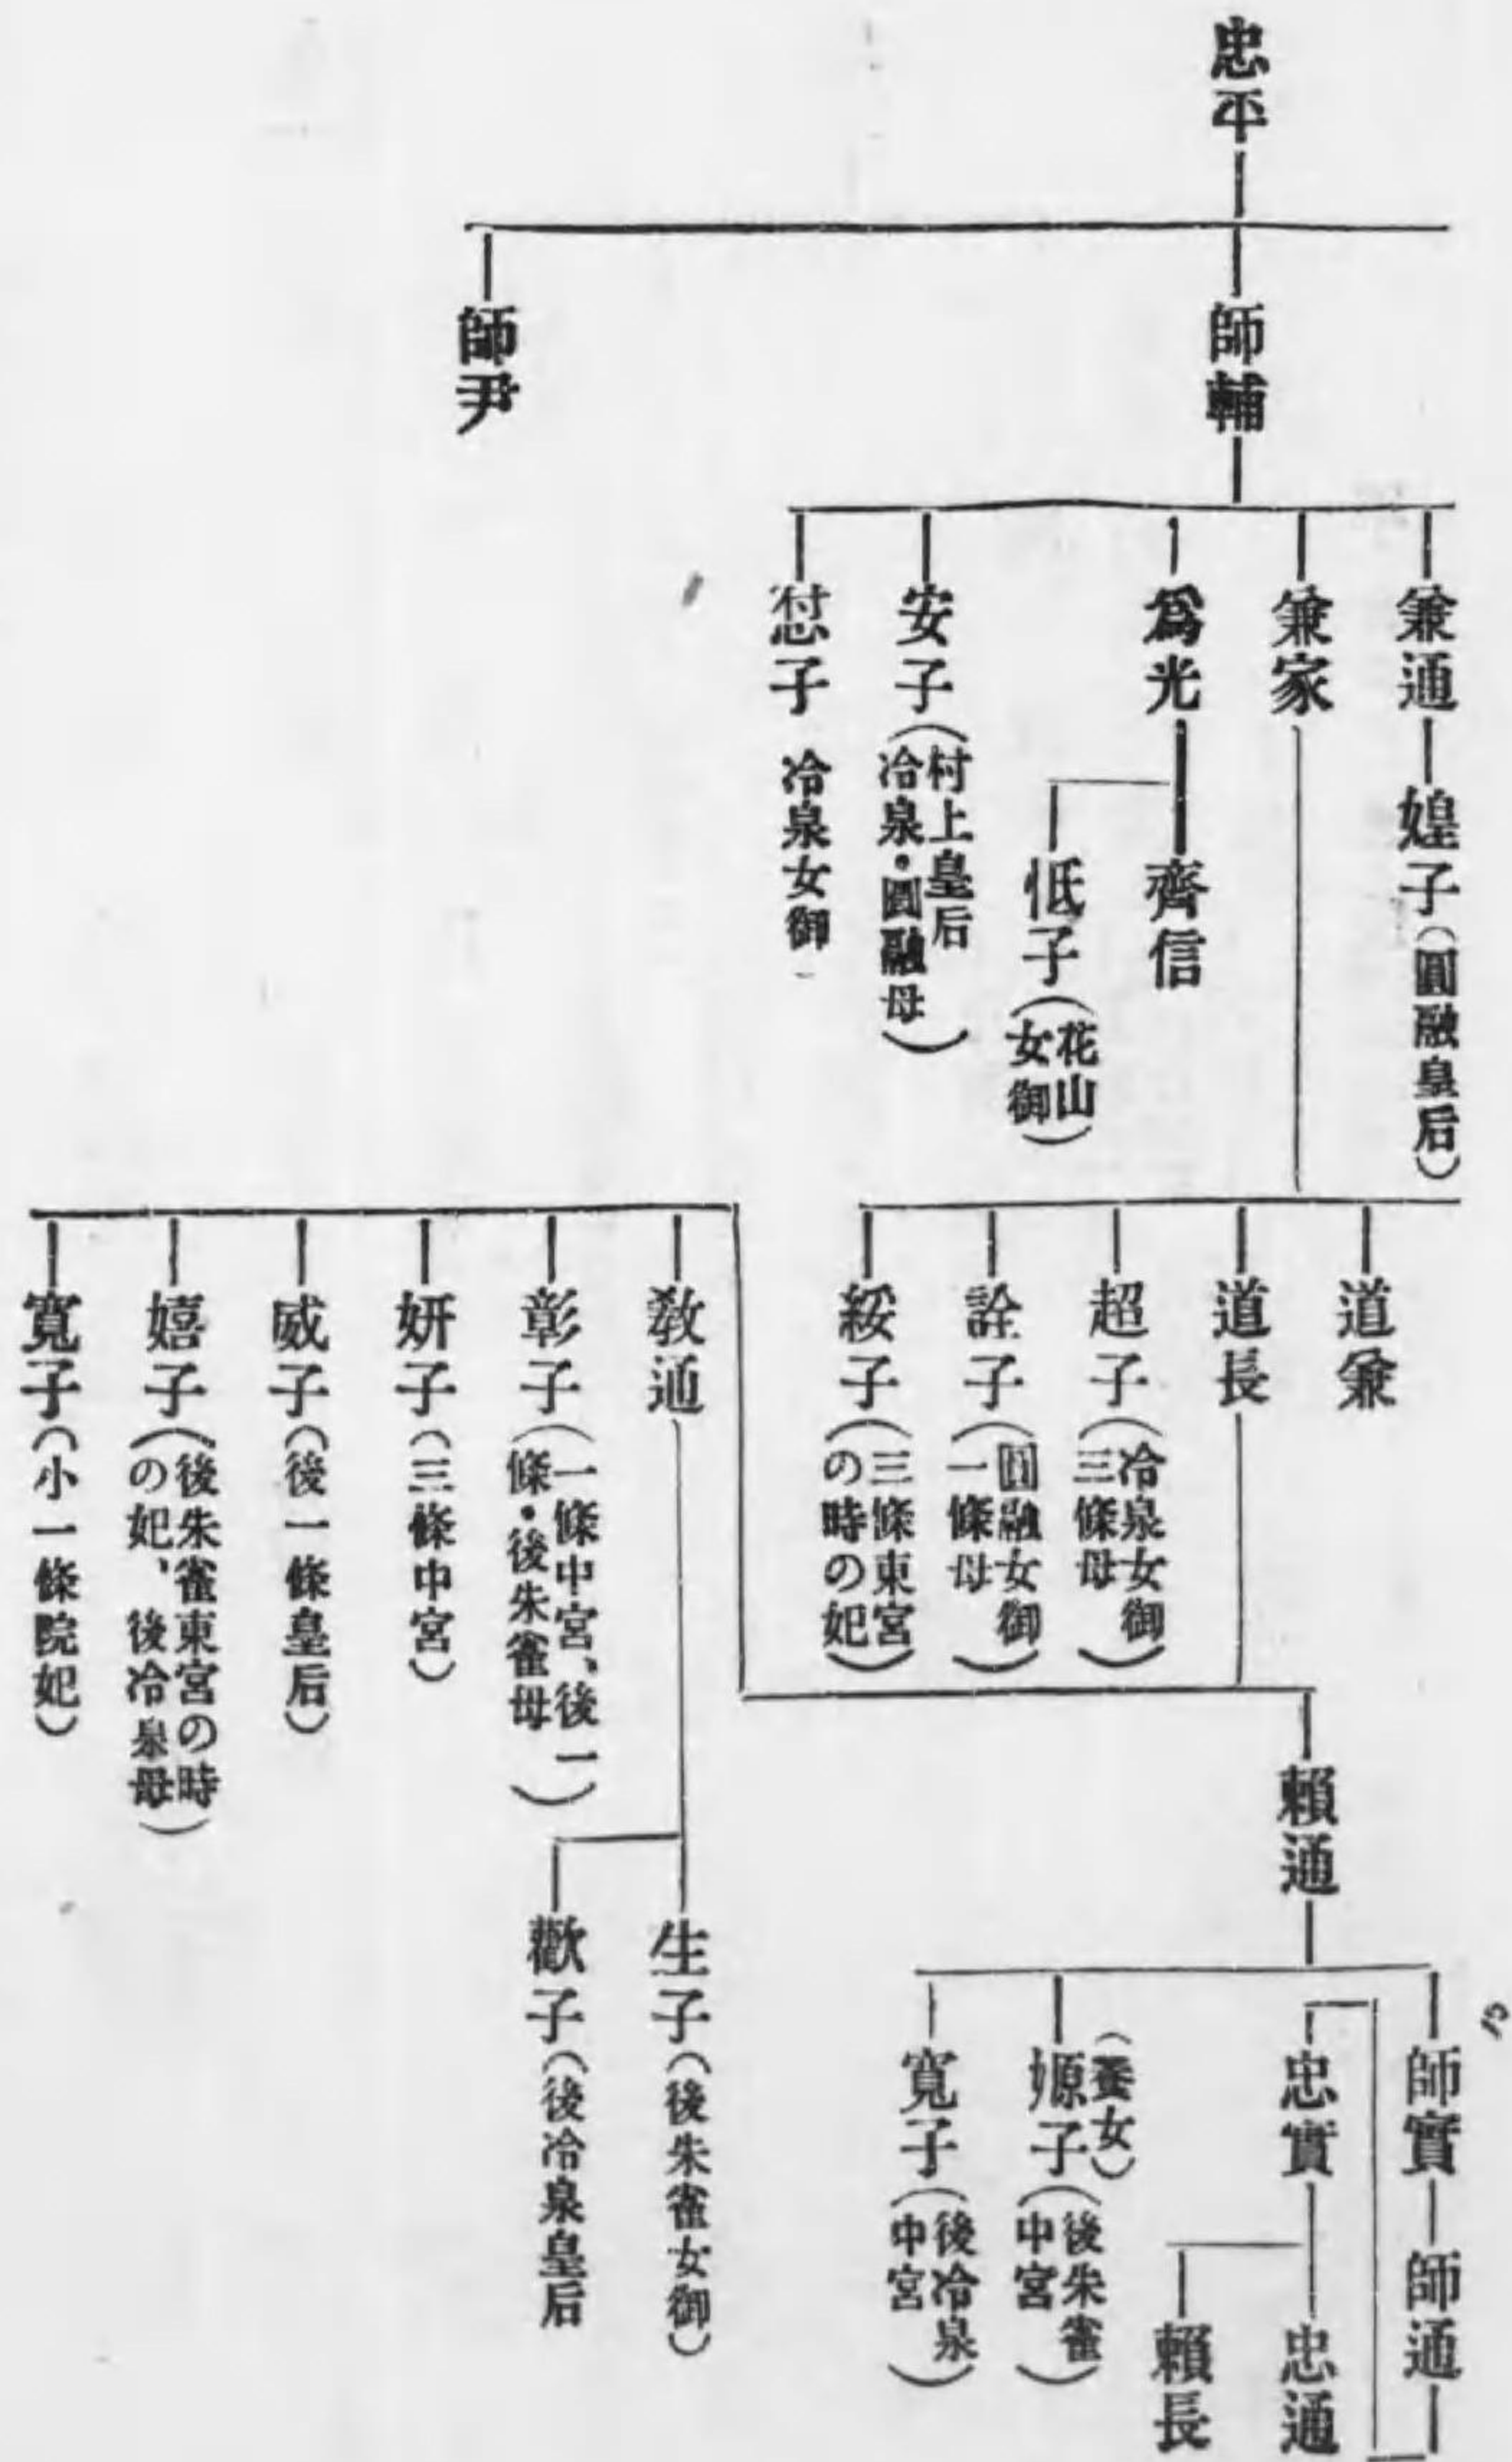 忠平
師輔
師尹
兼通
媓子(圓融皇后)
兼家
爲光
齊信
怟子(花山
女御)
安子(村上皇后
冷泉・圓融母)
怤子 冷泉女御
道兼
道長
超子(冷泉女御
三條母)
詮子(圓融女御
一條母)
綏子(三條東宮
の時の妃)
賴通
師實
師通
忠實
忠通
賴長
(養女)
嫄子(後朱雀
中宮)
寬子(後冷泉
中宮)
敎通
生子(後朱雀女御)
歡子(後冷泉皇后
彰子(一條中宮、後一
條・後朱雀母)
妍子(三條中宮)
威子(後一條皇后)
嬉子(後朱雀東宮の時
の妃、後冷泉母)
寬子(小一條院妃)